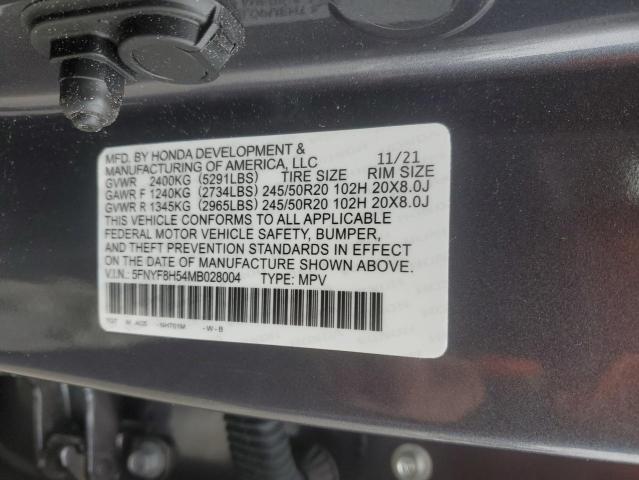 MFD. BY HONDA DEVELOPMENT & 11/21
MANUFACTURING OF AMERICA, LLC TIRE SIZE RIM SIZE
GVWR 2400KG (5291LBS)
GAWR F 1240KG (2734LBS) 245/50R20 102H 20X8.0J
GVWR R 1345KG (2965LBS) 245/50R20 102H 20X8.0J
THIS VEHICLE CONFORMS TO ALL APPLICABLE
FEDERAL MOTOR VEHICLE SAFETY, BUMPER,
AND THEFT PREVENTION STANDARDS IN EFFECT
ON THE DATE OF MANUFACTURE SHOWN ABOVE.
V.I.N.: 5FNYF8H54MB028004 TYPE: MPV
-W-B